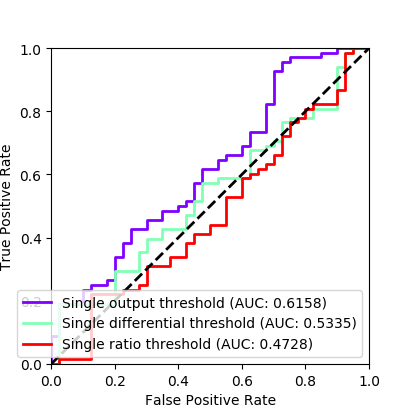 1.0
0.8
0.6
0.4
0.2
0.0
True Positive Rate
Single output threshold (AUC: 0.6158)
Single differential threshold (AUC: 0.5335)
Single ratio threshold (AUC: 0.4728)
0.0 0.2 0.4 0.6 0.8 1.0
False Positive Rate